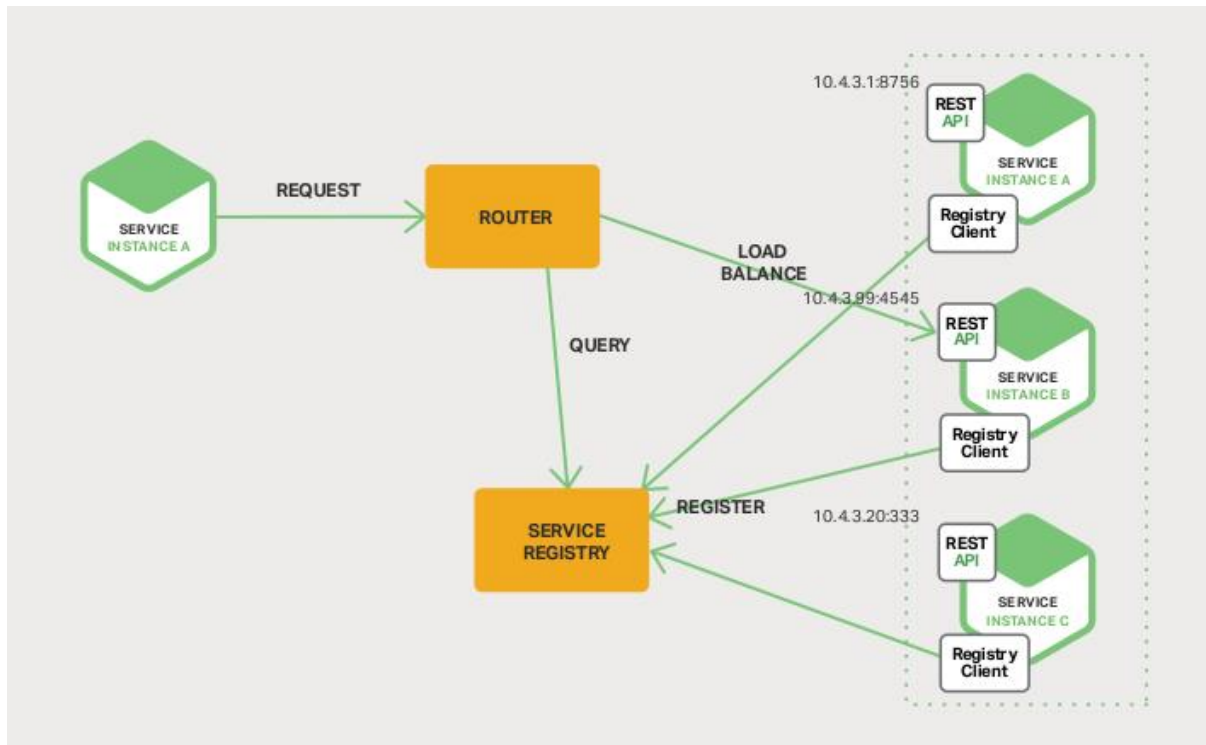 SERVICE
INSTANCE A
REQUEST
ROUTER
QUERY
LOAD
BALANCE
SERVICE
REGISTRY
REGISTER
10.4.3.1:8756
REST
API
SERVICE
INSTANCE A
Registry
Client
10.4.3.99:4545
REST
API
SERVICE
INSTANCE B
Registry
Client
10.4.3.20:333
REST
API
SERVICE
INSTANCE C
Registry
Client